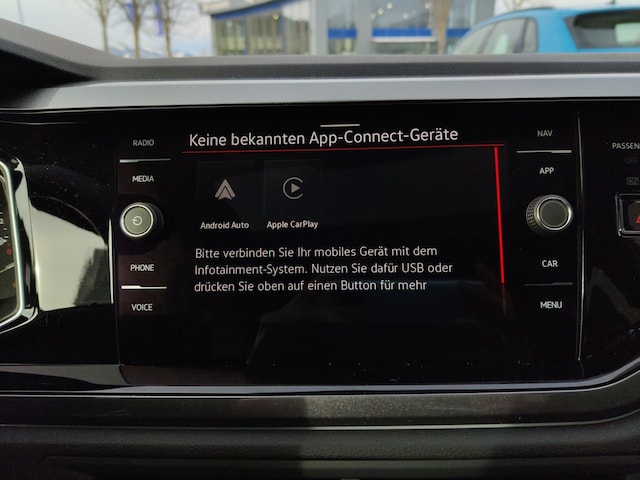 RADIO
MEDIA
PHONE
VOICE
Keine bekannten App-Connect-Geräte
Android Auto
Apple CarPlay
Bitte verbinden Sie Ihr mobiles Gerät mit dem
Infotainment-System. Nutzen Sie dafür USB oder
drücken Sie oben auf einen Button für mehr
NAV
APP
CAR
MENU